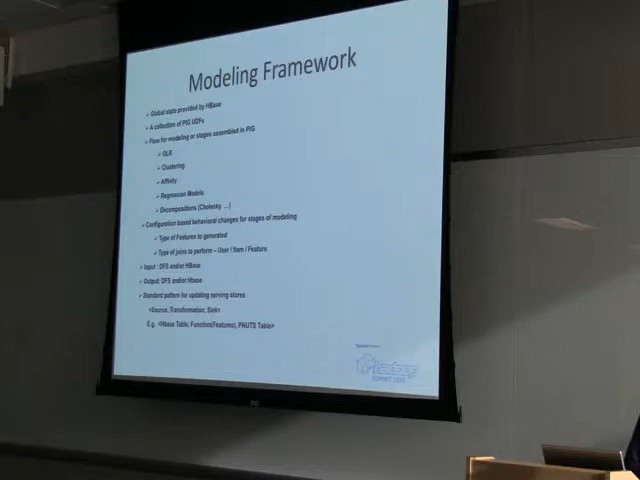 Modeling Framework
Global state provided by HBase
A collection of PIG UDFs
Flow for modeling or stages assembled in PIG
OLR
Clustering
Affinity
Regression Models
Decompositions (Cholesky ...)
Configuration based behavioral changes for stages of modeling
Type of Features to generated
Type of joins to perform – User / Item / Feature
Input : DFS and/or HBase
Output: DFS and/or Hbase
Standard pattern for updating serving stores
<Source, Transformation, Sink>
E.g. <Hbase Table, Function(Features), PNUTS Table>
hadoop